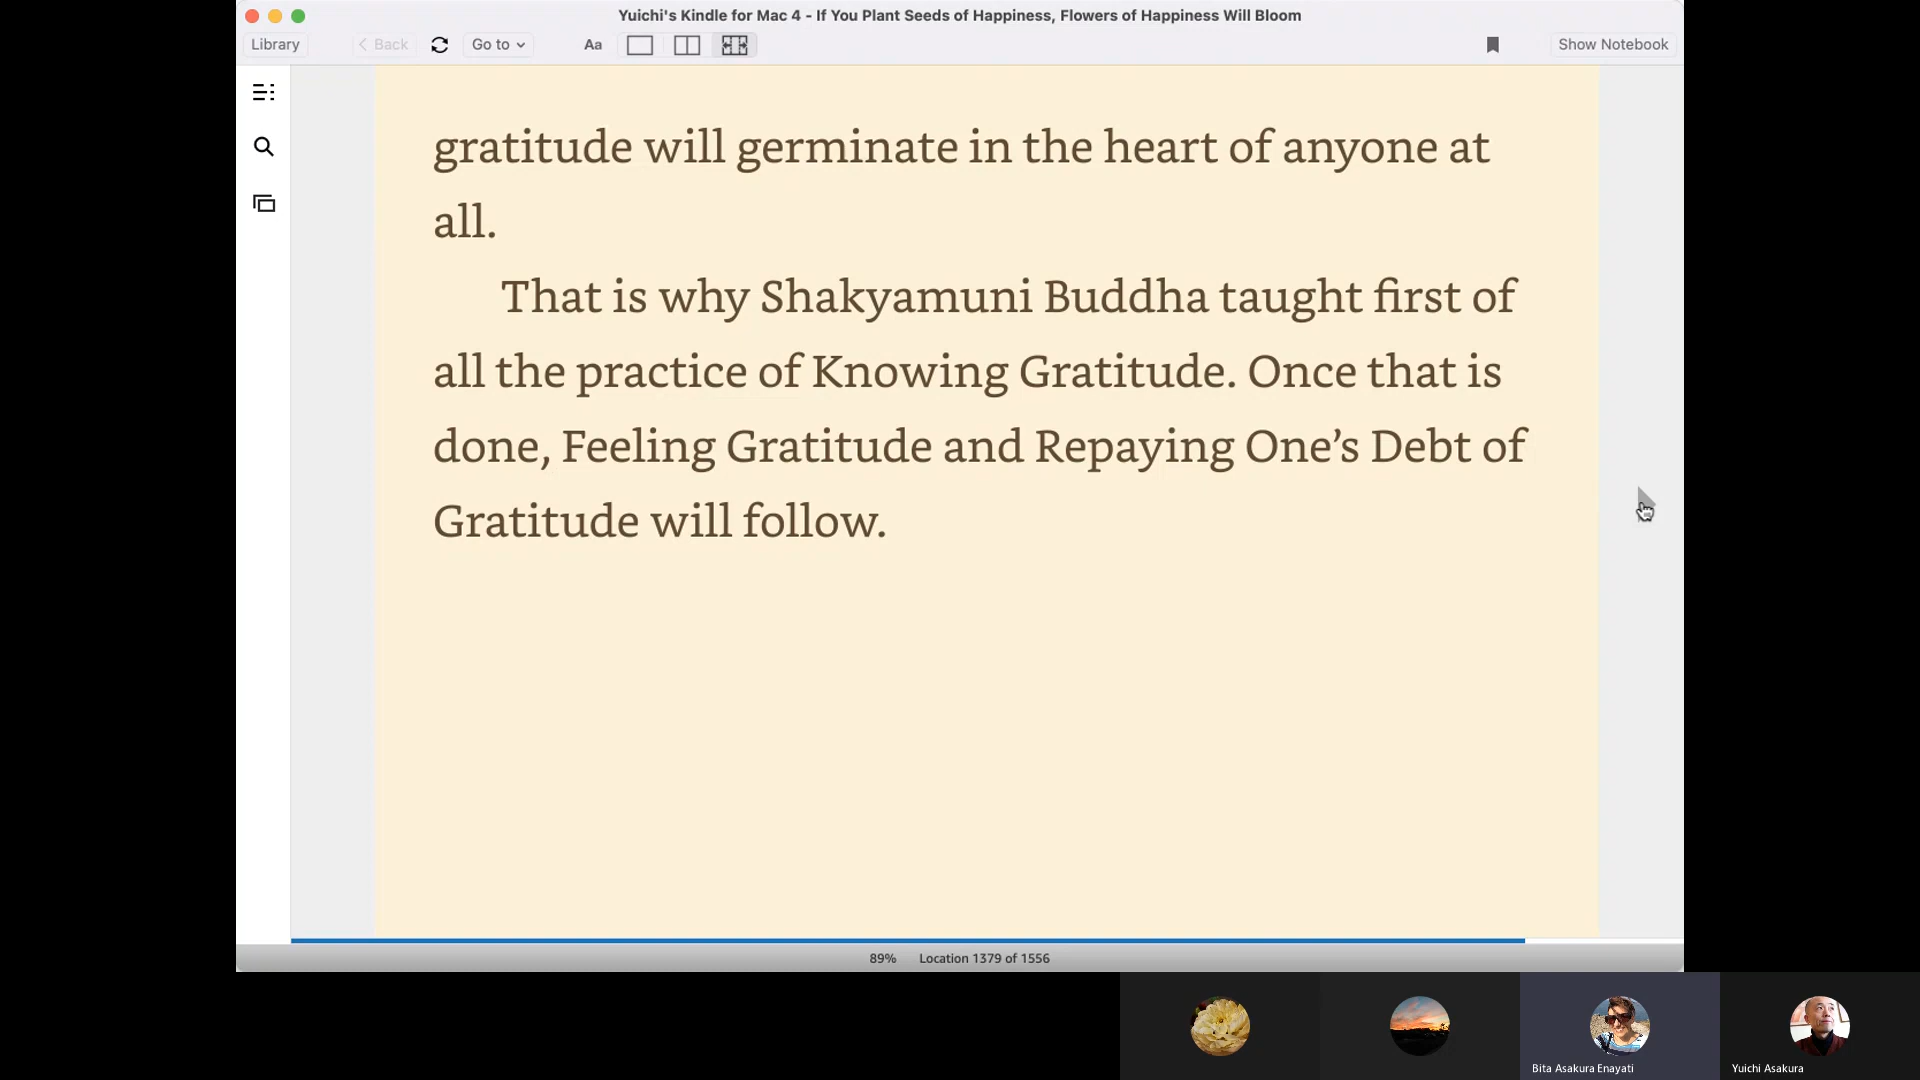 Yuichi's Kindle for Mac 4 - If You Plant Seeds of Happiness, Flowers of Happiness Will Bloom
Library
Back
Go to
Aa
Show Notebook
gratitude will germinate in the heart of anyone at
all.
That is why Shakyamuni Buddha taught first of
all the practice of Knowing Gratitude. Once that is
done, Feeling Gratitude and Repaying One’s Debt of
Gratitude will follow.
89%
Location 1379 of 1556
Bita Asakura Enayati
Yuichi Asakura